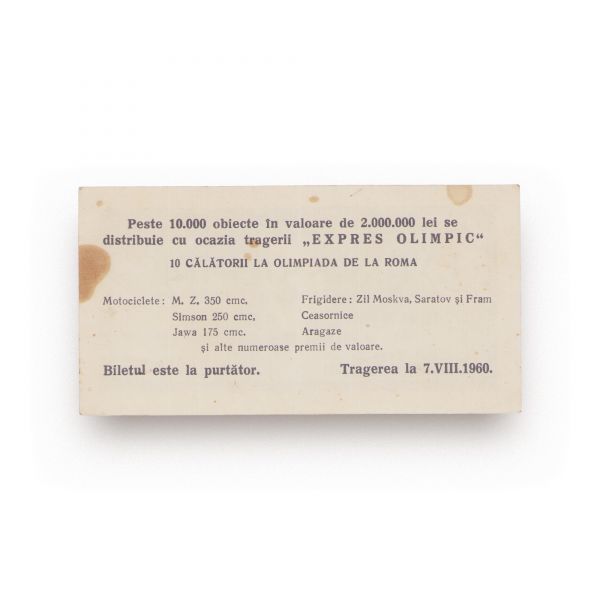 Peste 10.000 obiecte în valoare de 2.000.000 lei se
distribuie cu ocazia tragerii „EXPRES OLIMPIC“
10 CĂLĂTORII LA OLIMPIADA DE LA ROMA
Motociclete: M. Z. 350 cmc. Frigidere: Zil Moskva, Saratov și Fram
Simson 250 cmc, Ceasornice
Jawa 175 cmc. Aragaze
și alte numeroase premii de valoare.
Biletul este la purtător. Tragerea la 7.VIII.1960.